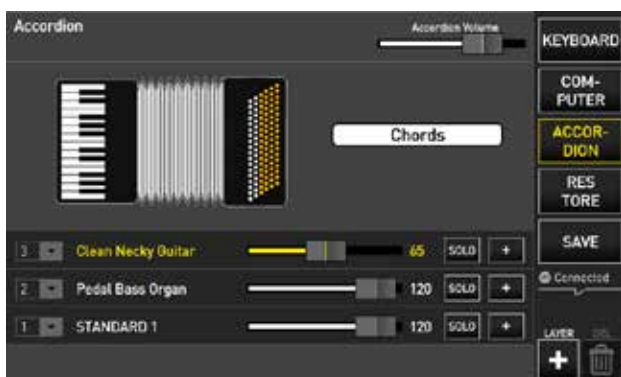 Accordion
Accordion Volume
KEYBOARD
COM-
PUTER
Chords
ACCOR-
DION
RES
TORE
3 Clean Necky Guitar 65 SOLO +
SAVE
2 Pedal Bass Organ 120 SOLO +
Connected
1 STANDARD 1 120 SOLO +
LAYER DEL
+